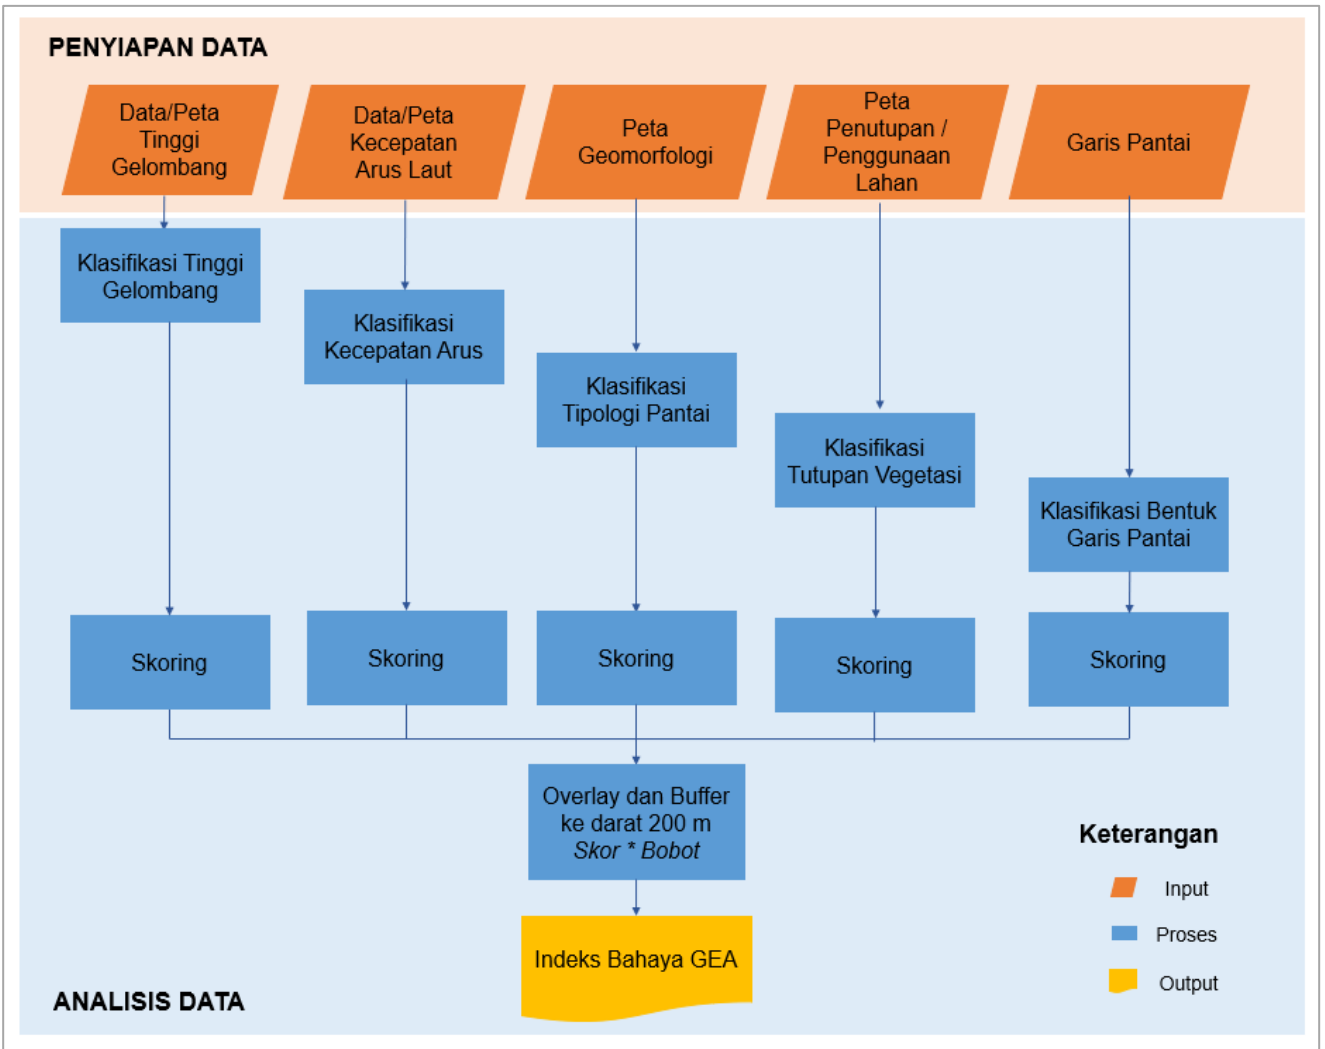 PENYIAPAN DATA
Data/Peta
Tinggi
Gelombang
Data/Peta
Kecepatan
Arus Laut
Peta
Geomorfologi
Peta
Penutupan /
Penggunaan
Lahan
Garis Pantai
Klasifikasi Tinggi
Gelombang
Klasifikasi
Kecepatan Arus
Klasifikasi
Tipologi Pantai
Klasifikasi
Tutupan Vegetasi
Klasifikasi Bentuk
Garis Pantai
Skoring
Skoring
Skoring
Skoring
Skoring
Overlay dan Buffer
ke darat 200 m
Skor * Bobot
Indeks Bahaya GEA
Keterangan
Input
Proses
Output
ANALISIS DATA